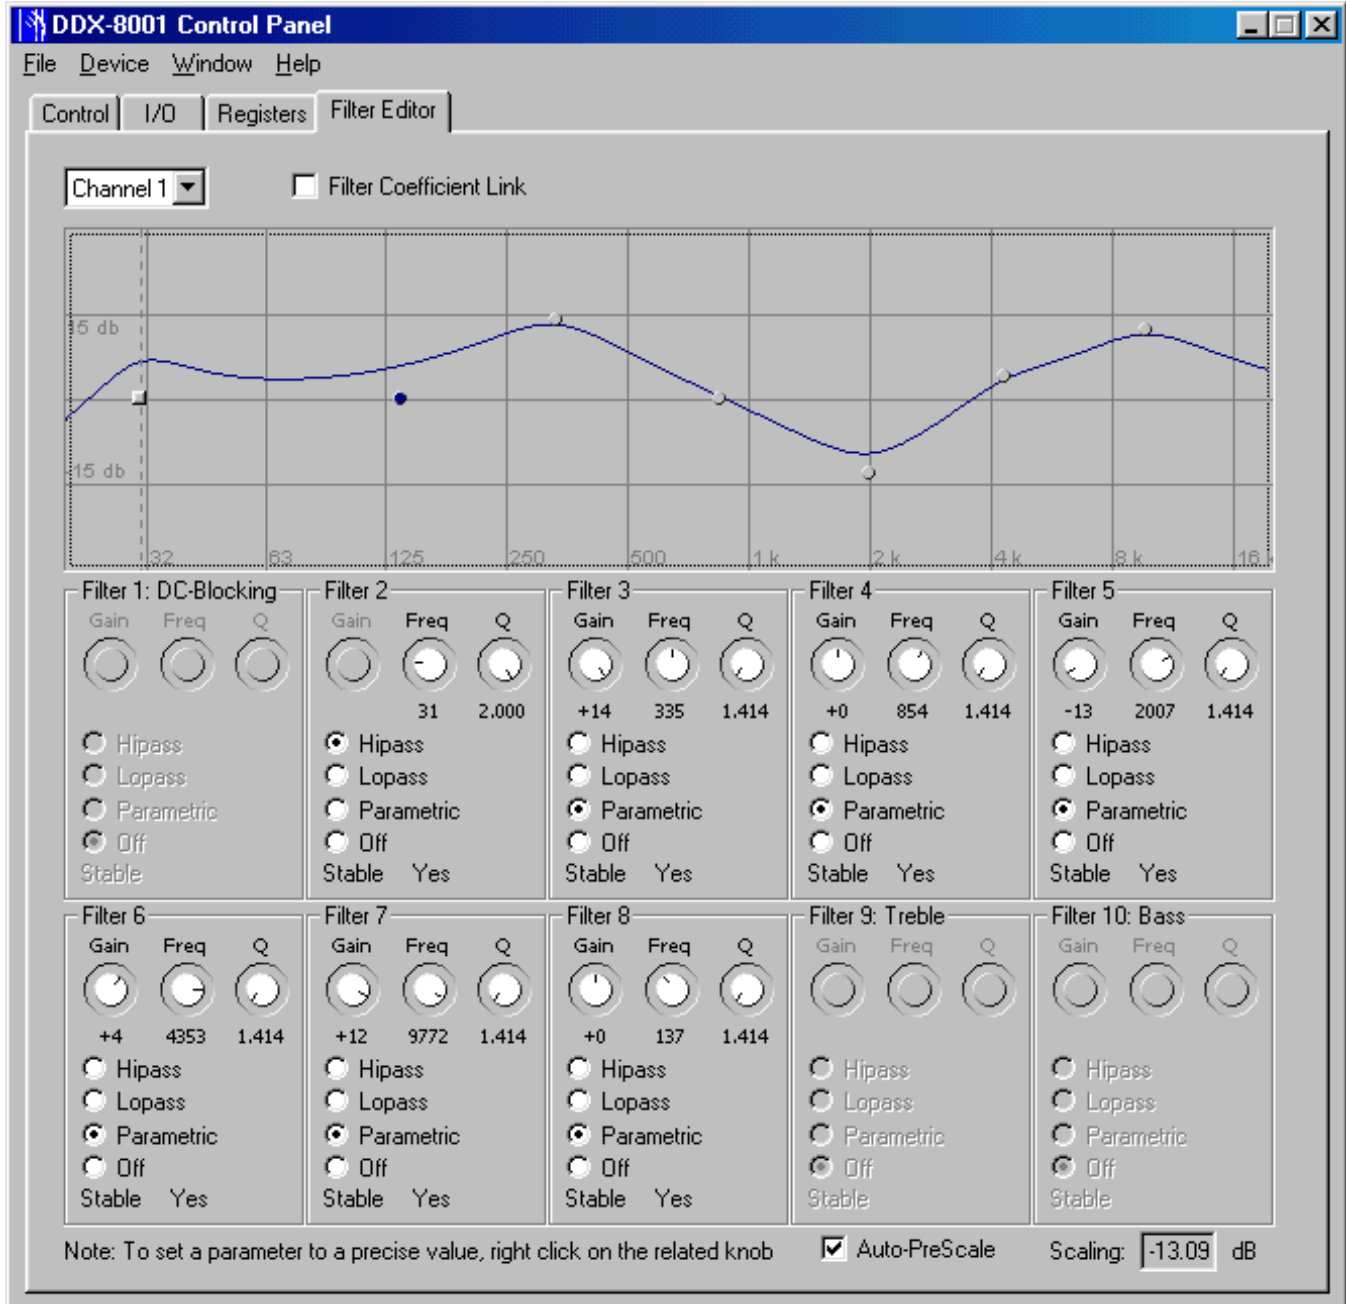 DDX-8001 Control Panel
File Device Window Help
Control I/O Registers Filter Editor
Channel 1 Filter Coefficient Link
15 db
-15 db
32 63 125 250 500 1 k 2 k 4 k 8 k 16 k
Filter 1: DC-Blocking Filter 2 Filter 3 Filter 4 Filter 5
Gain Freq Q Gain Freq Q Gain Freq Q Gain Freq Q Gain Freq Q
31 2.000 +14 335 1.414 +0 854 1.414 -13 2007 1.414
Hipass Hipass Hipass Hipass Hipass
Lopass Lopass Lopass Lopass Lopass
Parametric Parametric Parametric Parametric Parametric
Off Off Off Off Off
Stable Stable Yes Stable Yes Stable Yes Stable Yes
Filter 6 Filter 7 Filter 8 Filter 9: Treble Filter 10: Bass
Gain Freq Q Gain Freq Q Gain Freq Q Gain Freq Q Gain Freq Q
+4 4353 1.414 +12 9772 1.414 +0 137 1.414
Hipass Hipass Hipass Hipass Hipass
Lopass Lopass Lopass Lopass Lopass
Parametric Parametric Parametric Parametric Parametric
Off Off Off Off Off
Stable Yes Stable Yes Stable Yes Stable Stable
Note: To set a parameter to a precise value, right click on the related knob Auto-PreScale Scaling: -13.09 dB